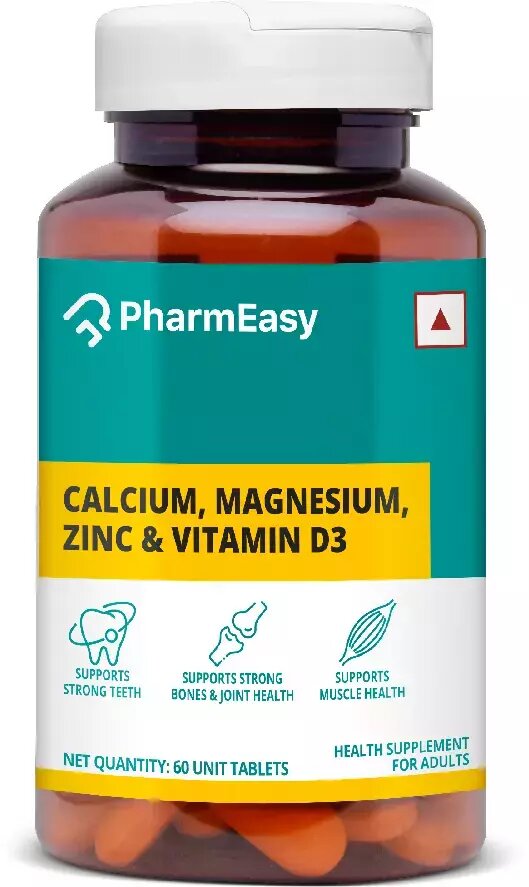 PharmEasy
CALCIUM, MAGNESIUM,
ZINC & VITAMIN D3
SUPPORTS
STRONG TEETH
SUPPORTS STRONG
BONES & JOINT HEALTH
SUPPORTS
MUSCLE HEALTH
NET QUANTITY: 60 UNIT TABLETS
HEALTH SUPPLEMENT
FOR ADULTS